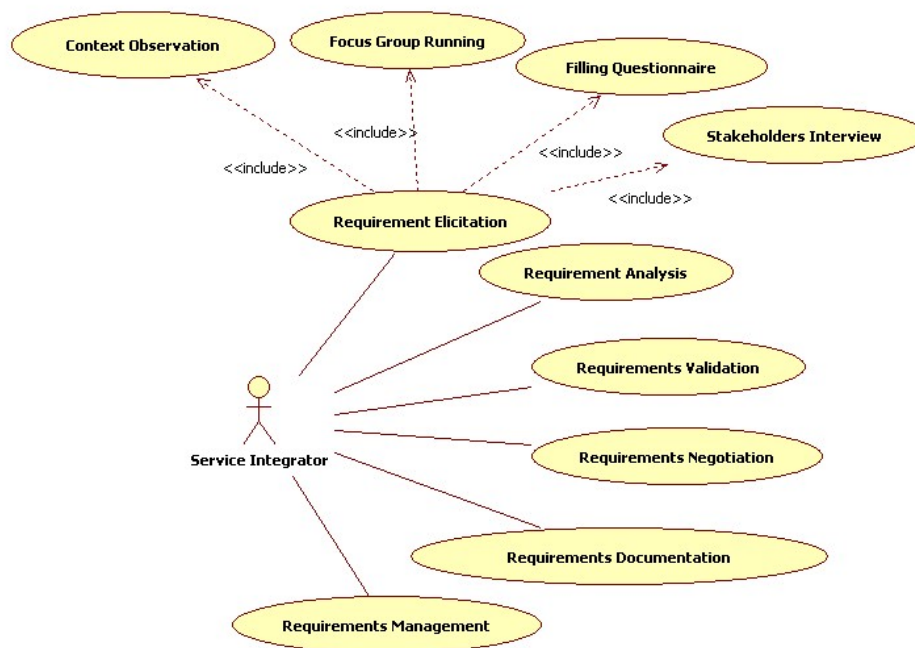 Context Observation
Focus Group Running
Filling Questionnaire
Stakeholders Interview
<<include>>
<<include>>
<<include>>
<<include>>
Requirement Elicitation
Requirement Analysis
Requirements Validation
Service Integrator
Requirements Negotiation
Requirements Documentation
Requirements Management